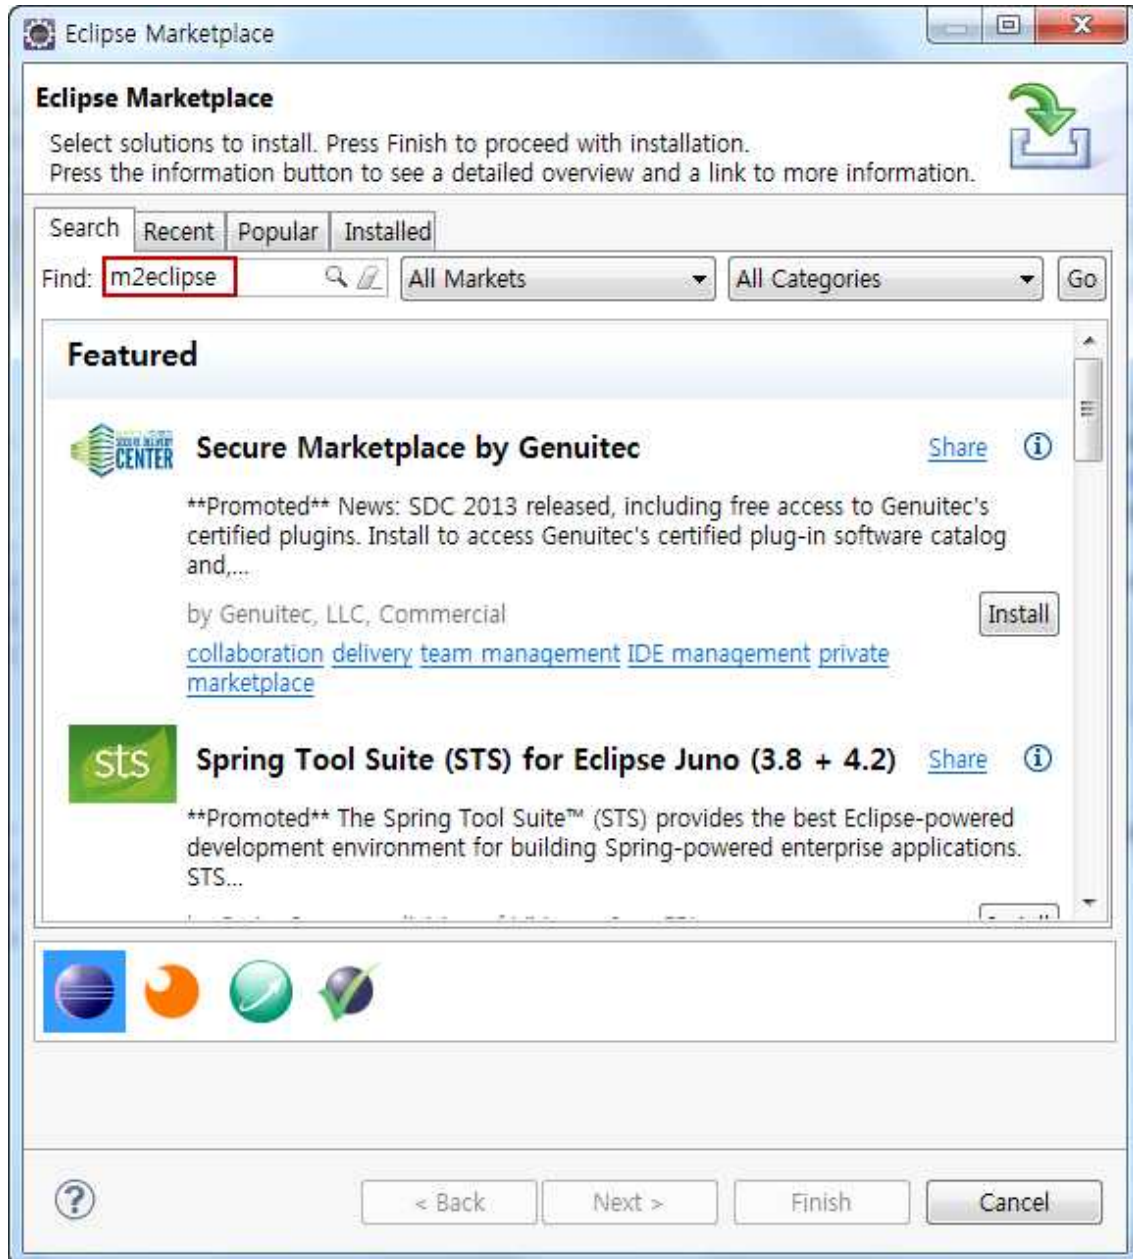 Eclipse Marketplace
Eclipse Marketplace
Select solutions to install. Press Finish to proceed with installation.
Press the information button to see a detailed overview and a link to more information.
Search Recent Popular Installed
Find: m2eclipse All Markets All Categories Go
Featured
CENTER Secure Marketplace by Genuitec Share
**Promoted** News: SDC 2013 released, including free access to Genuitec's
certified plugins. Install to access Genuitec's certified plug-in software catalog
and,...
by Genuitec, LLC, Commercial Install
collaboration delivery team management IDE management private
marketplace
sts Spring Tool Suite (STS) for Eclipse Juno (3.8 + 4.2) Share
**Promoted** The Spring Tool Suite™ (STS) provides the best Eclipse-powered
development environment for building Spring-powered enterprise applications.
STS...
< Back Next > Finish Cancel